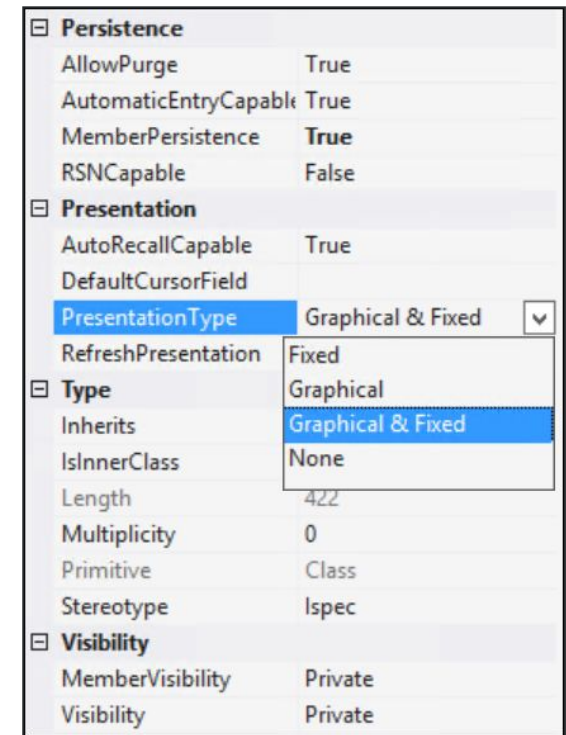 Persistence
AllowPurge True
AutomaticEntryCapable True
MemberPersistence True
RSNCapable False
Presentation
AutoRecallCapable True
DefaultCursorField
PresentationType Graphical & Fixed
RefreshPresentation Fixed
Type Graphical
Inherits Graphical & Fixed
IsInnerClass None
Length 422
Multiplicity 0
Primitive Class
Stereotype Ispec
Visibility
MemberVisibility Private
Visibility Private